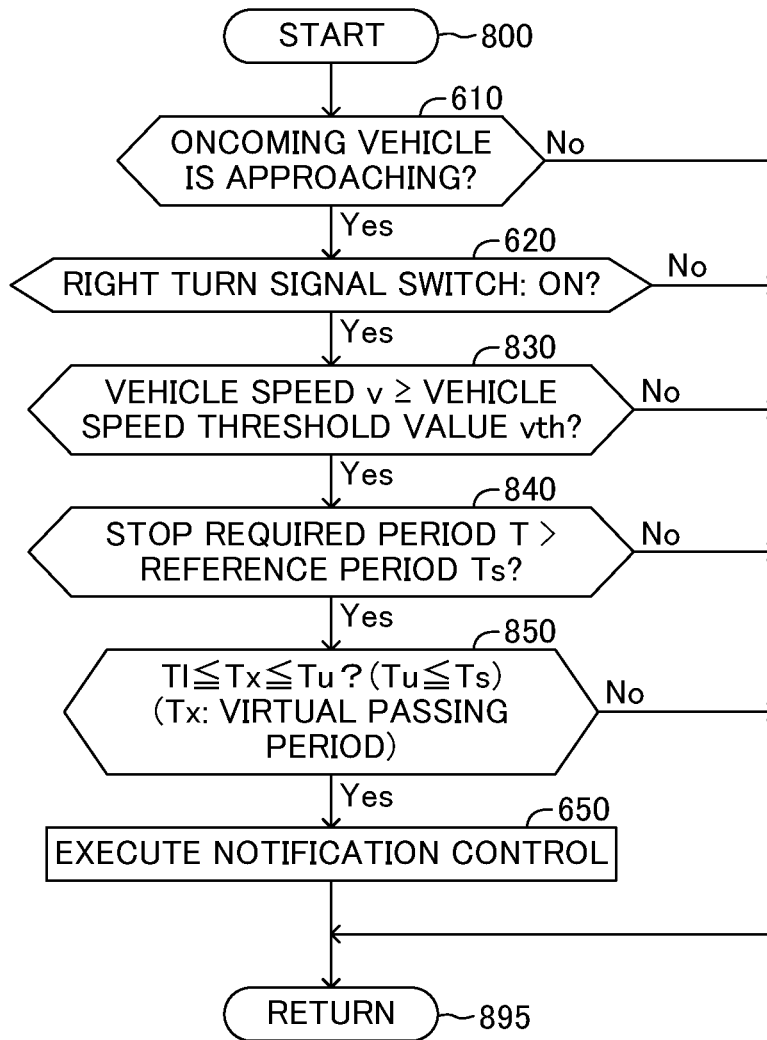 START
800
610
ONCOMING VEHICLE
IS APPROACHING?
No
Yes
620
RIGHT TURN SIGNAL SWITCH: ON?
No
Yes
830
VEHICLE SPEED v ≥ VEHICLE
SPEED THRESHOLD VALUE vth?
No
Yes
840
STOP REQUIRED PERIOD T >
REFERENCE PERIOD Ts?
No
Yes
850
Tl≦Tx≦Tu?(Tu≦Ts)
(Tx: VIRTUAL PASSING
PERIOD)
No
Yes
650
EXECUTE NOTIFICATION CONTROL
RETURN
895